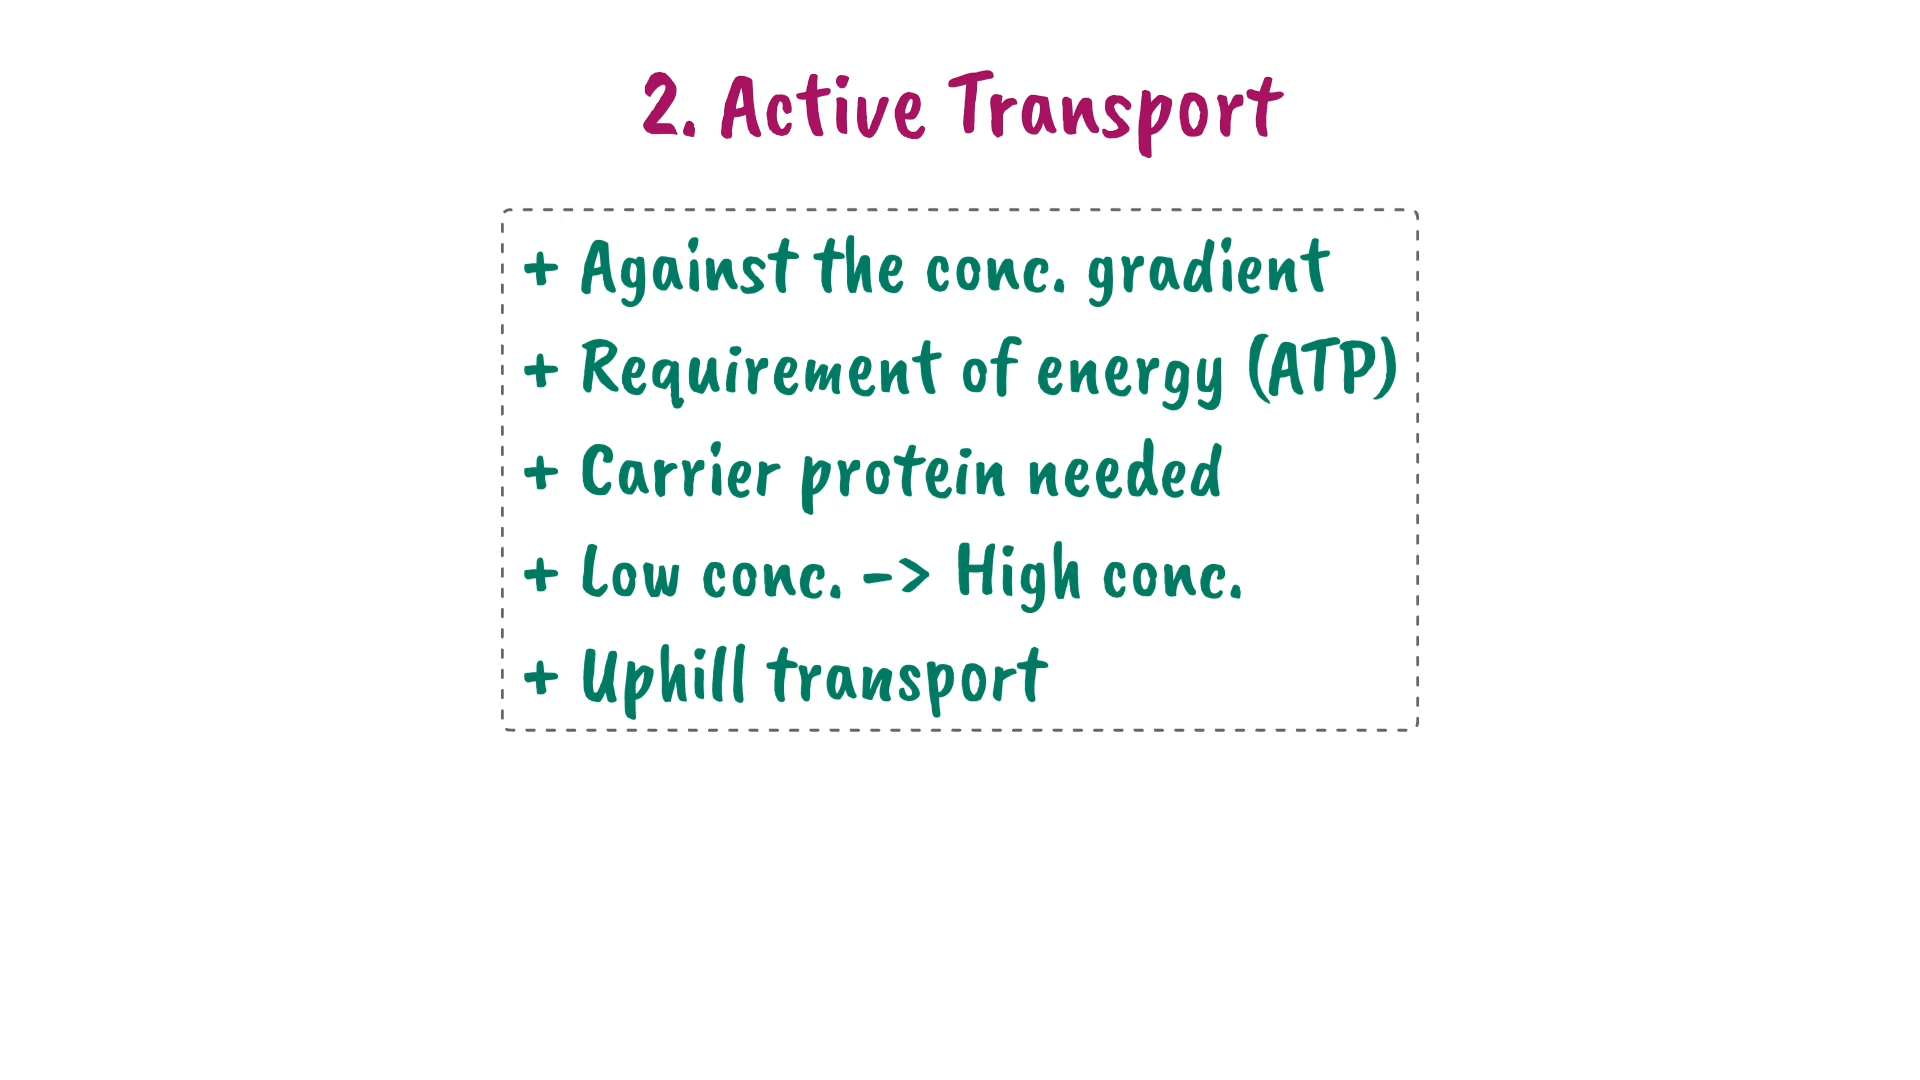 2. Active Transport
+ Against the conc. gradient
+ Requirement of energy (ATP)
+ Carrier protein needed
+ Low conc. -> High conc.
+ Uphill transport